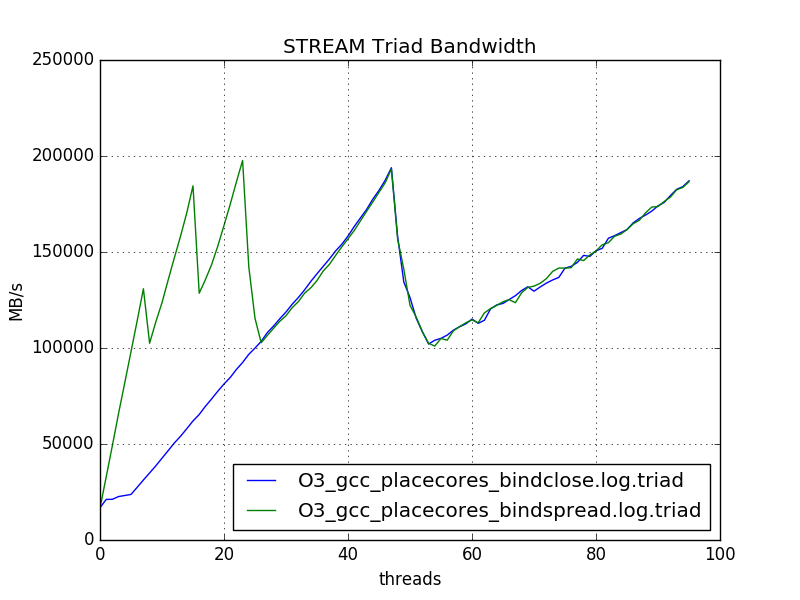 STREAM Triad Bandwidth
250000
200000
150000
100000
50000
0
MB/s
O3_gcc_placecores_bindclose.log.triad
O3_gcc_placecores_bindspread.log.triad
0 20 40 60 80 100
threads